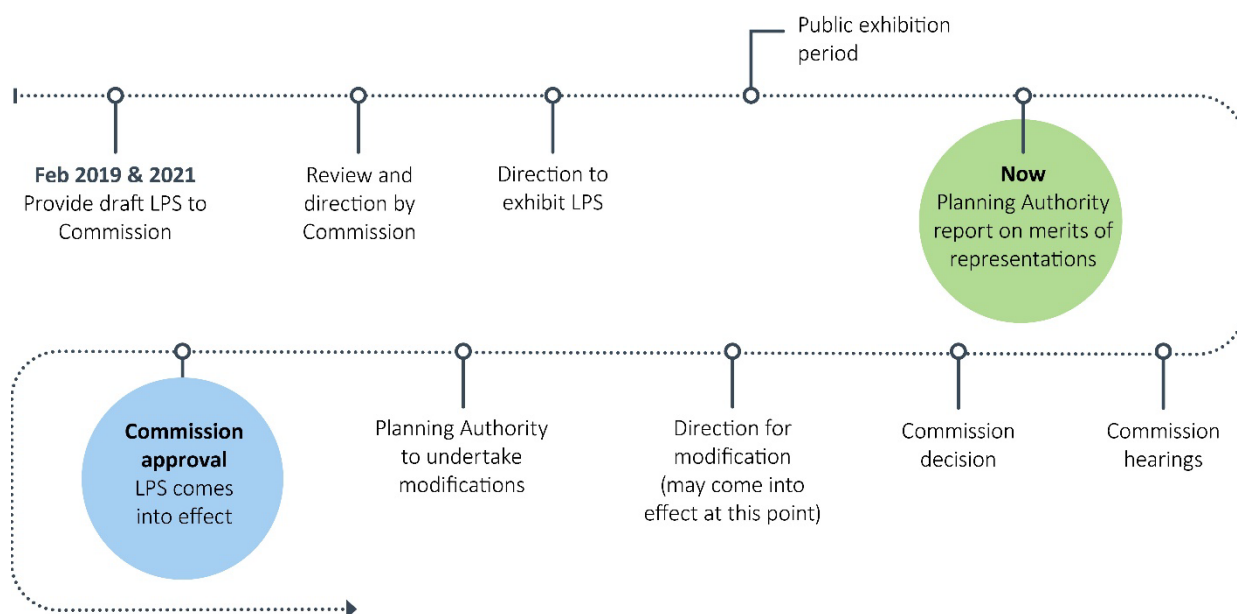 Public exhibition
period
Feb 2019 & 2021
Provide draft LPS to
Commission
Review and
direction by
Commission
Direction to
exhibit LPS
Now
Planning Authority
report on merits of
representations
Commission
hearings
Commission
decision
Direction for
modification
(may come into
effect at this point)
Planning Authority
to undertake
modifications
Commission
approval
LPS comes
into effect